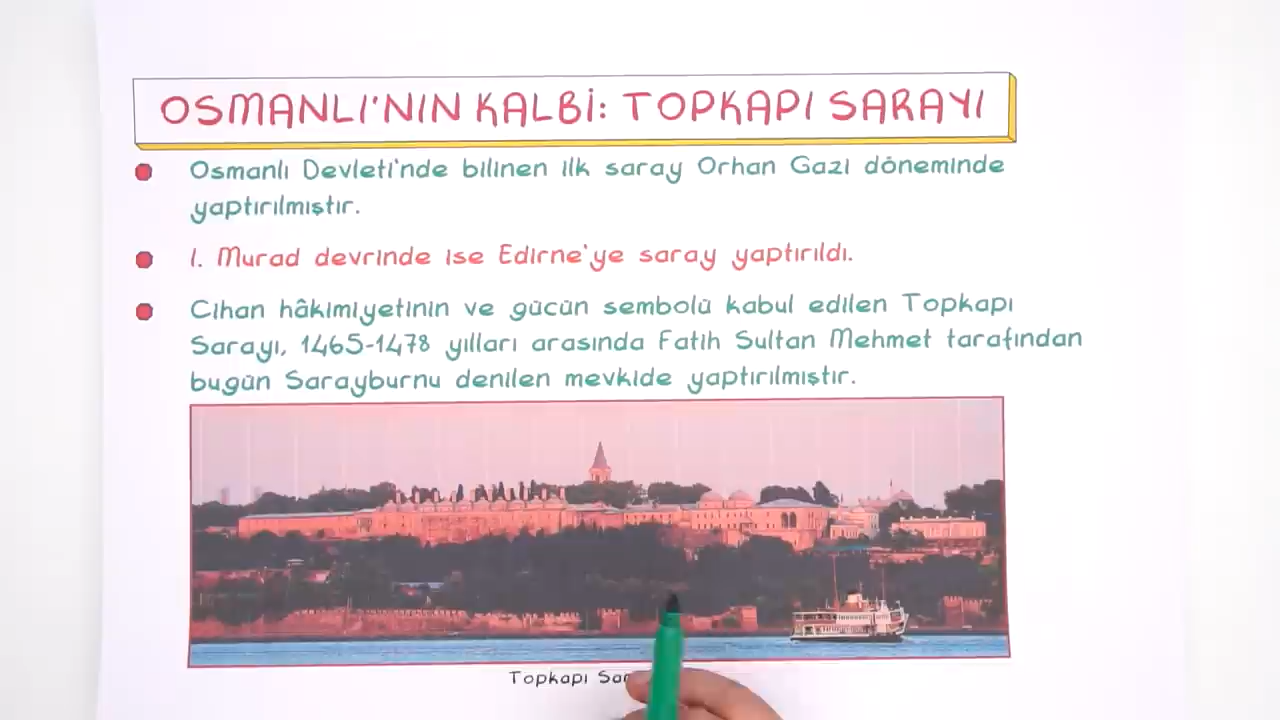 OSMANLI'NIN KALBİ: TOPKAPI SARAYI
Osmanlı Devleti'nde bilinen ilk saray Orhan Gazi döneminde
yaptırılmıştır.
I. Murad devrinde ise Edirne'ye saray yaptırıldı.
Cihan hâkimiyetinin ve gücün sembolü kabul edilen Topkapı
Sarayı, 1465-1478 yılları arasında Fatih Sultan Mehmet tarafından
bugün Sarayburnu denilen mevkide yaptırılmıştır.
Topkapı